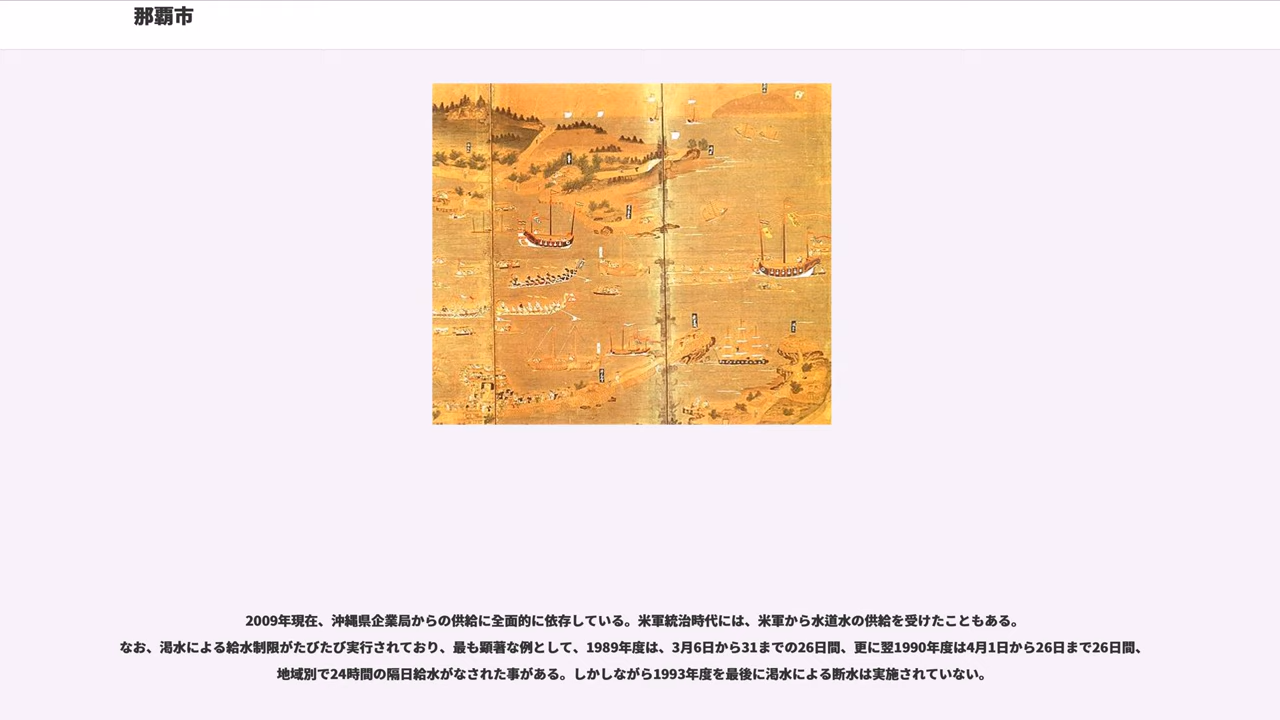 那覇市
2009年現在、沖縄県企業局からの供給に全面的に依存している。米軍統治時代には、米軍から水道水の供給を受けたこともある。
なお、渇水による給水制限がたびたび実行されており、最も顕著な例として、1989年度は、3月6日から31までの26日間、更に翌1990年度は4月1日から26日まで26日間、
地域別で24時間の隔日給水がなされた事がある。しかしながら1993年度を最後に渇水による断水は実施されていない。